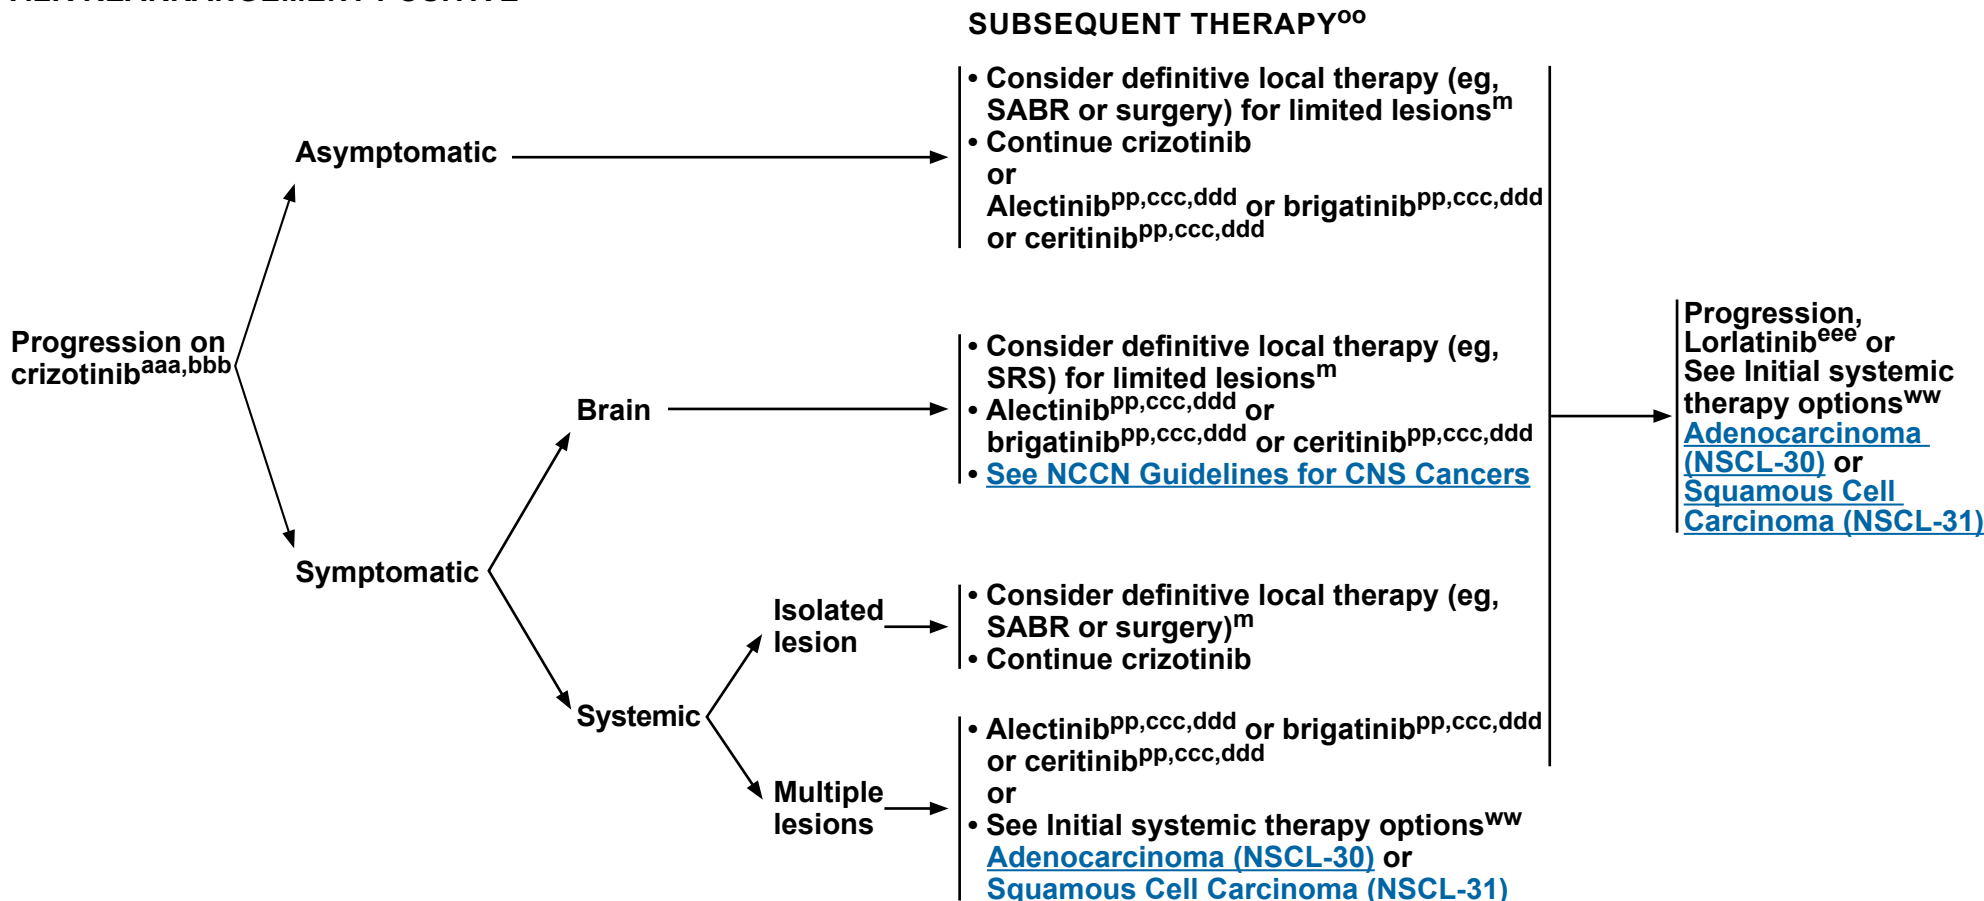 SUBSEQUENT THERAPYoo
• Consider definitive local therapy (eg,
SABR or surgery) for limited lesionsm
• Continue crizotinib
or
Alectinibpp,ccc,ddd or brigatinibpp,ccc,ddd
or ceritinibpp,ccc,ddd
Asymptomatic
Progression on
crizotinibaaa,bbb
Symptomatic
Brain
• Consider definitive local therapy (eg,
SRS) for limited lesionsm
• Alectinibpp,ccc,ddd or
brigatinibpp,ccc,ddd or ceritinibpp,ccc,ddd
• See NCCN Guidelines for CNS Cancers
Systemic
Isolated
lesion
• Consider definitive local therapy (eg,
SABR or surgery)m
• Continue crizotinib
Multiple
lesions
• Alectinibpp,ccc,ddd or brigatinibpp,ccc,ddd
or ceritinibpp,ccc,ddd
or
• See Initial systemic therapy optionsww
Adenocarcinoma (NSCL-30) or
Squamous Cell Carcinoma (NSCL-31)
Progression,
Lorlatinibeee or
See Initial systemic
therapy optionsww
Adenocarcinoma
(NSCL-30) or
Squamous Cell
Carcinoma (NSCL-31)